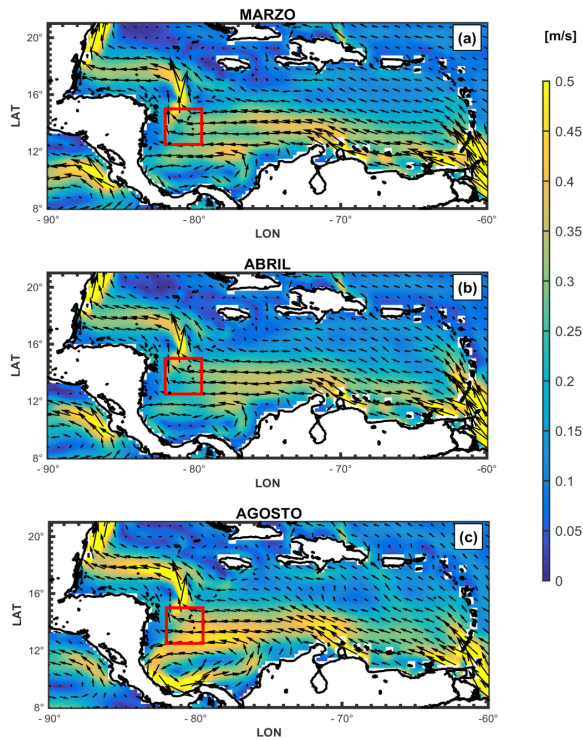 MARZO
[m/s]
(a)
20°
16°
12°
8°
LAT
-90°
-80°
-70°
-60°
LON
ABRIL
(b)
20°
16°
12°
8°
LAT
-90°
-80°
-70°
-60°
LON
AGOSTO
(c)
20°
16°
12°
8°
LAT
-90°
-80°
-70°
-60°
LON
0.5
0.45
0.4
0.35
0.3
0.25
0.2
0.15
0.1
0.05
0